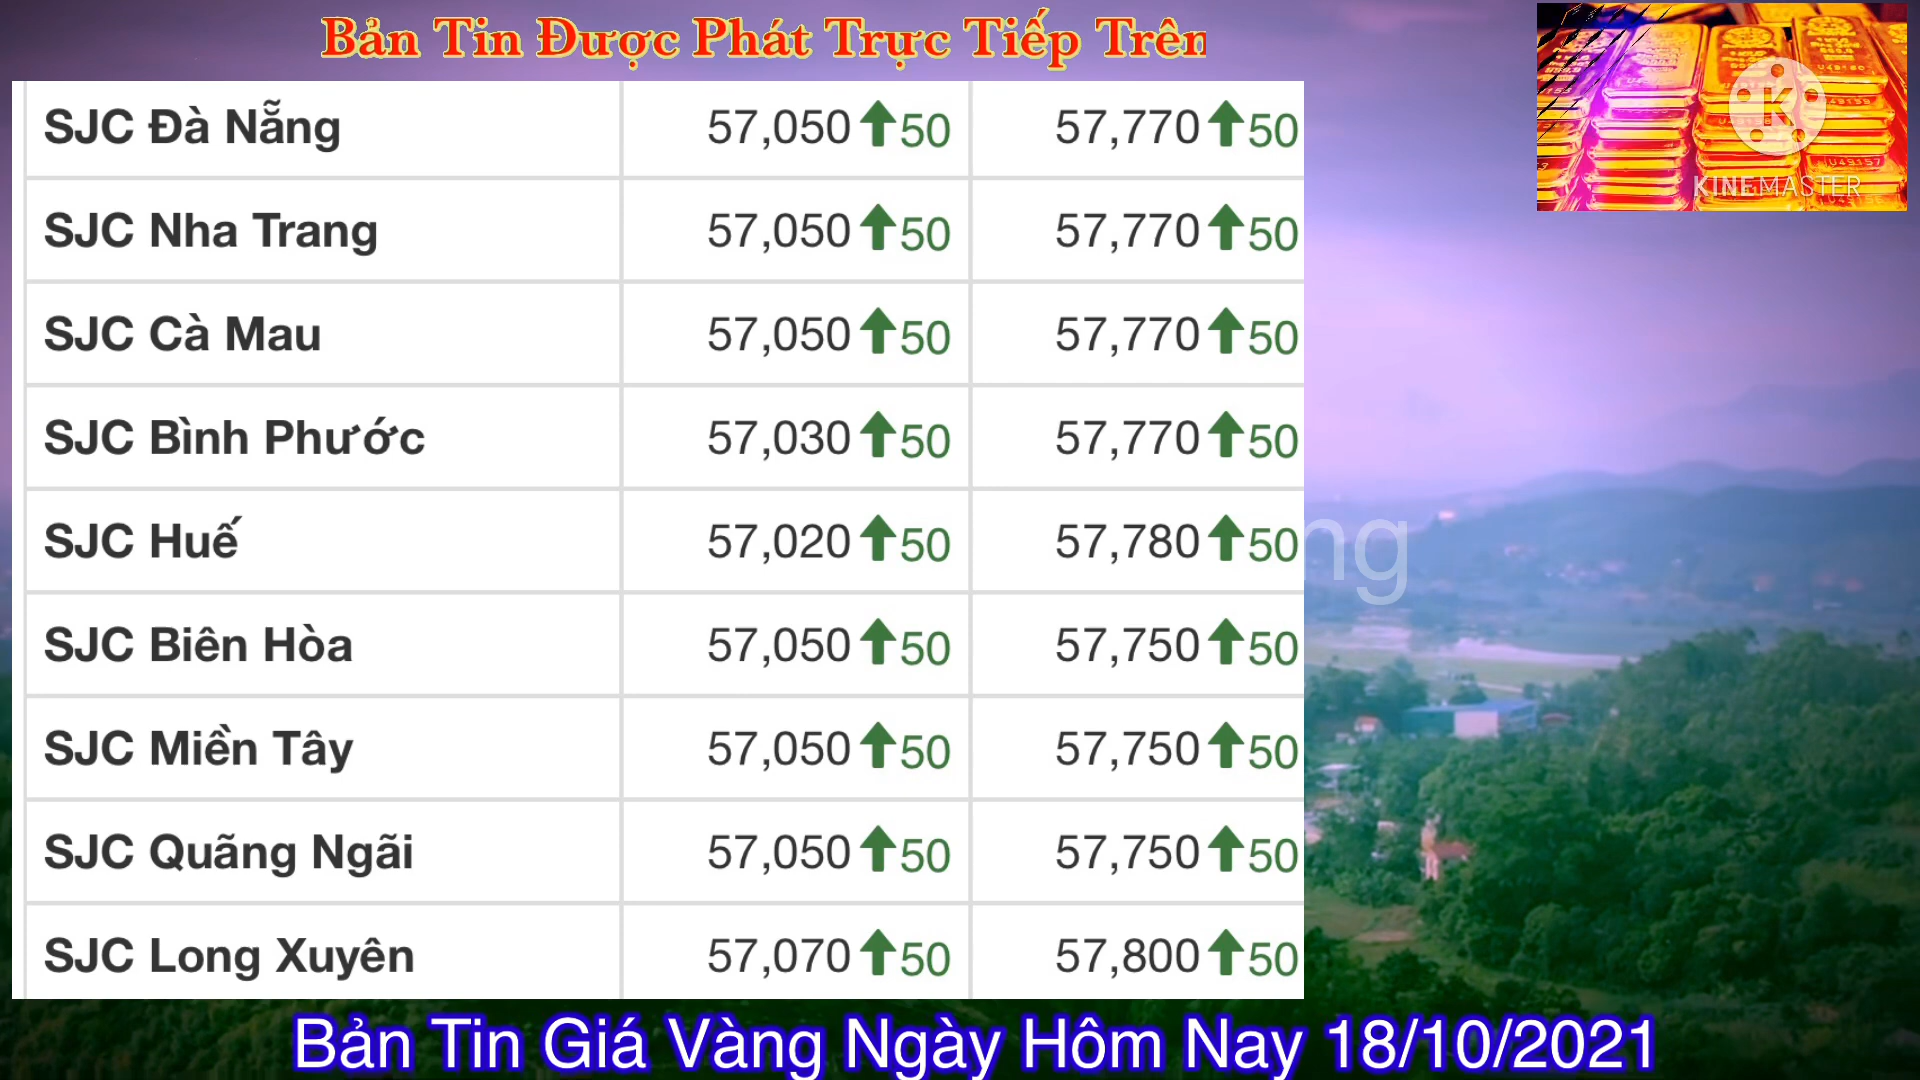 Bản Tin Được Phát Trực Tiếp Trên
KINEMASTER
SJC Đà Nẵng 57,050 50 57,770 50
SJC Nha Trang 57,050 50 57,770 50
SJC Cà Mau 57,050 50 57,770 50
SJC Bình Phước 57,030 50 57,770 50
SJC Huế 57,020 50 57,780 50
ng
SJC Biên Hòa 57,050 50 57,750 50
SJC Miền Tây 57,050 50 57,750 50
SJC Quãng Ngãi 57,050 50 57,750 50
SJC Long Xuyên 57,070 50 57,800 50
Bản Tin Giá Vàng Ngày Hôm Nay 18/10/2021